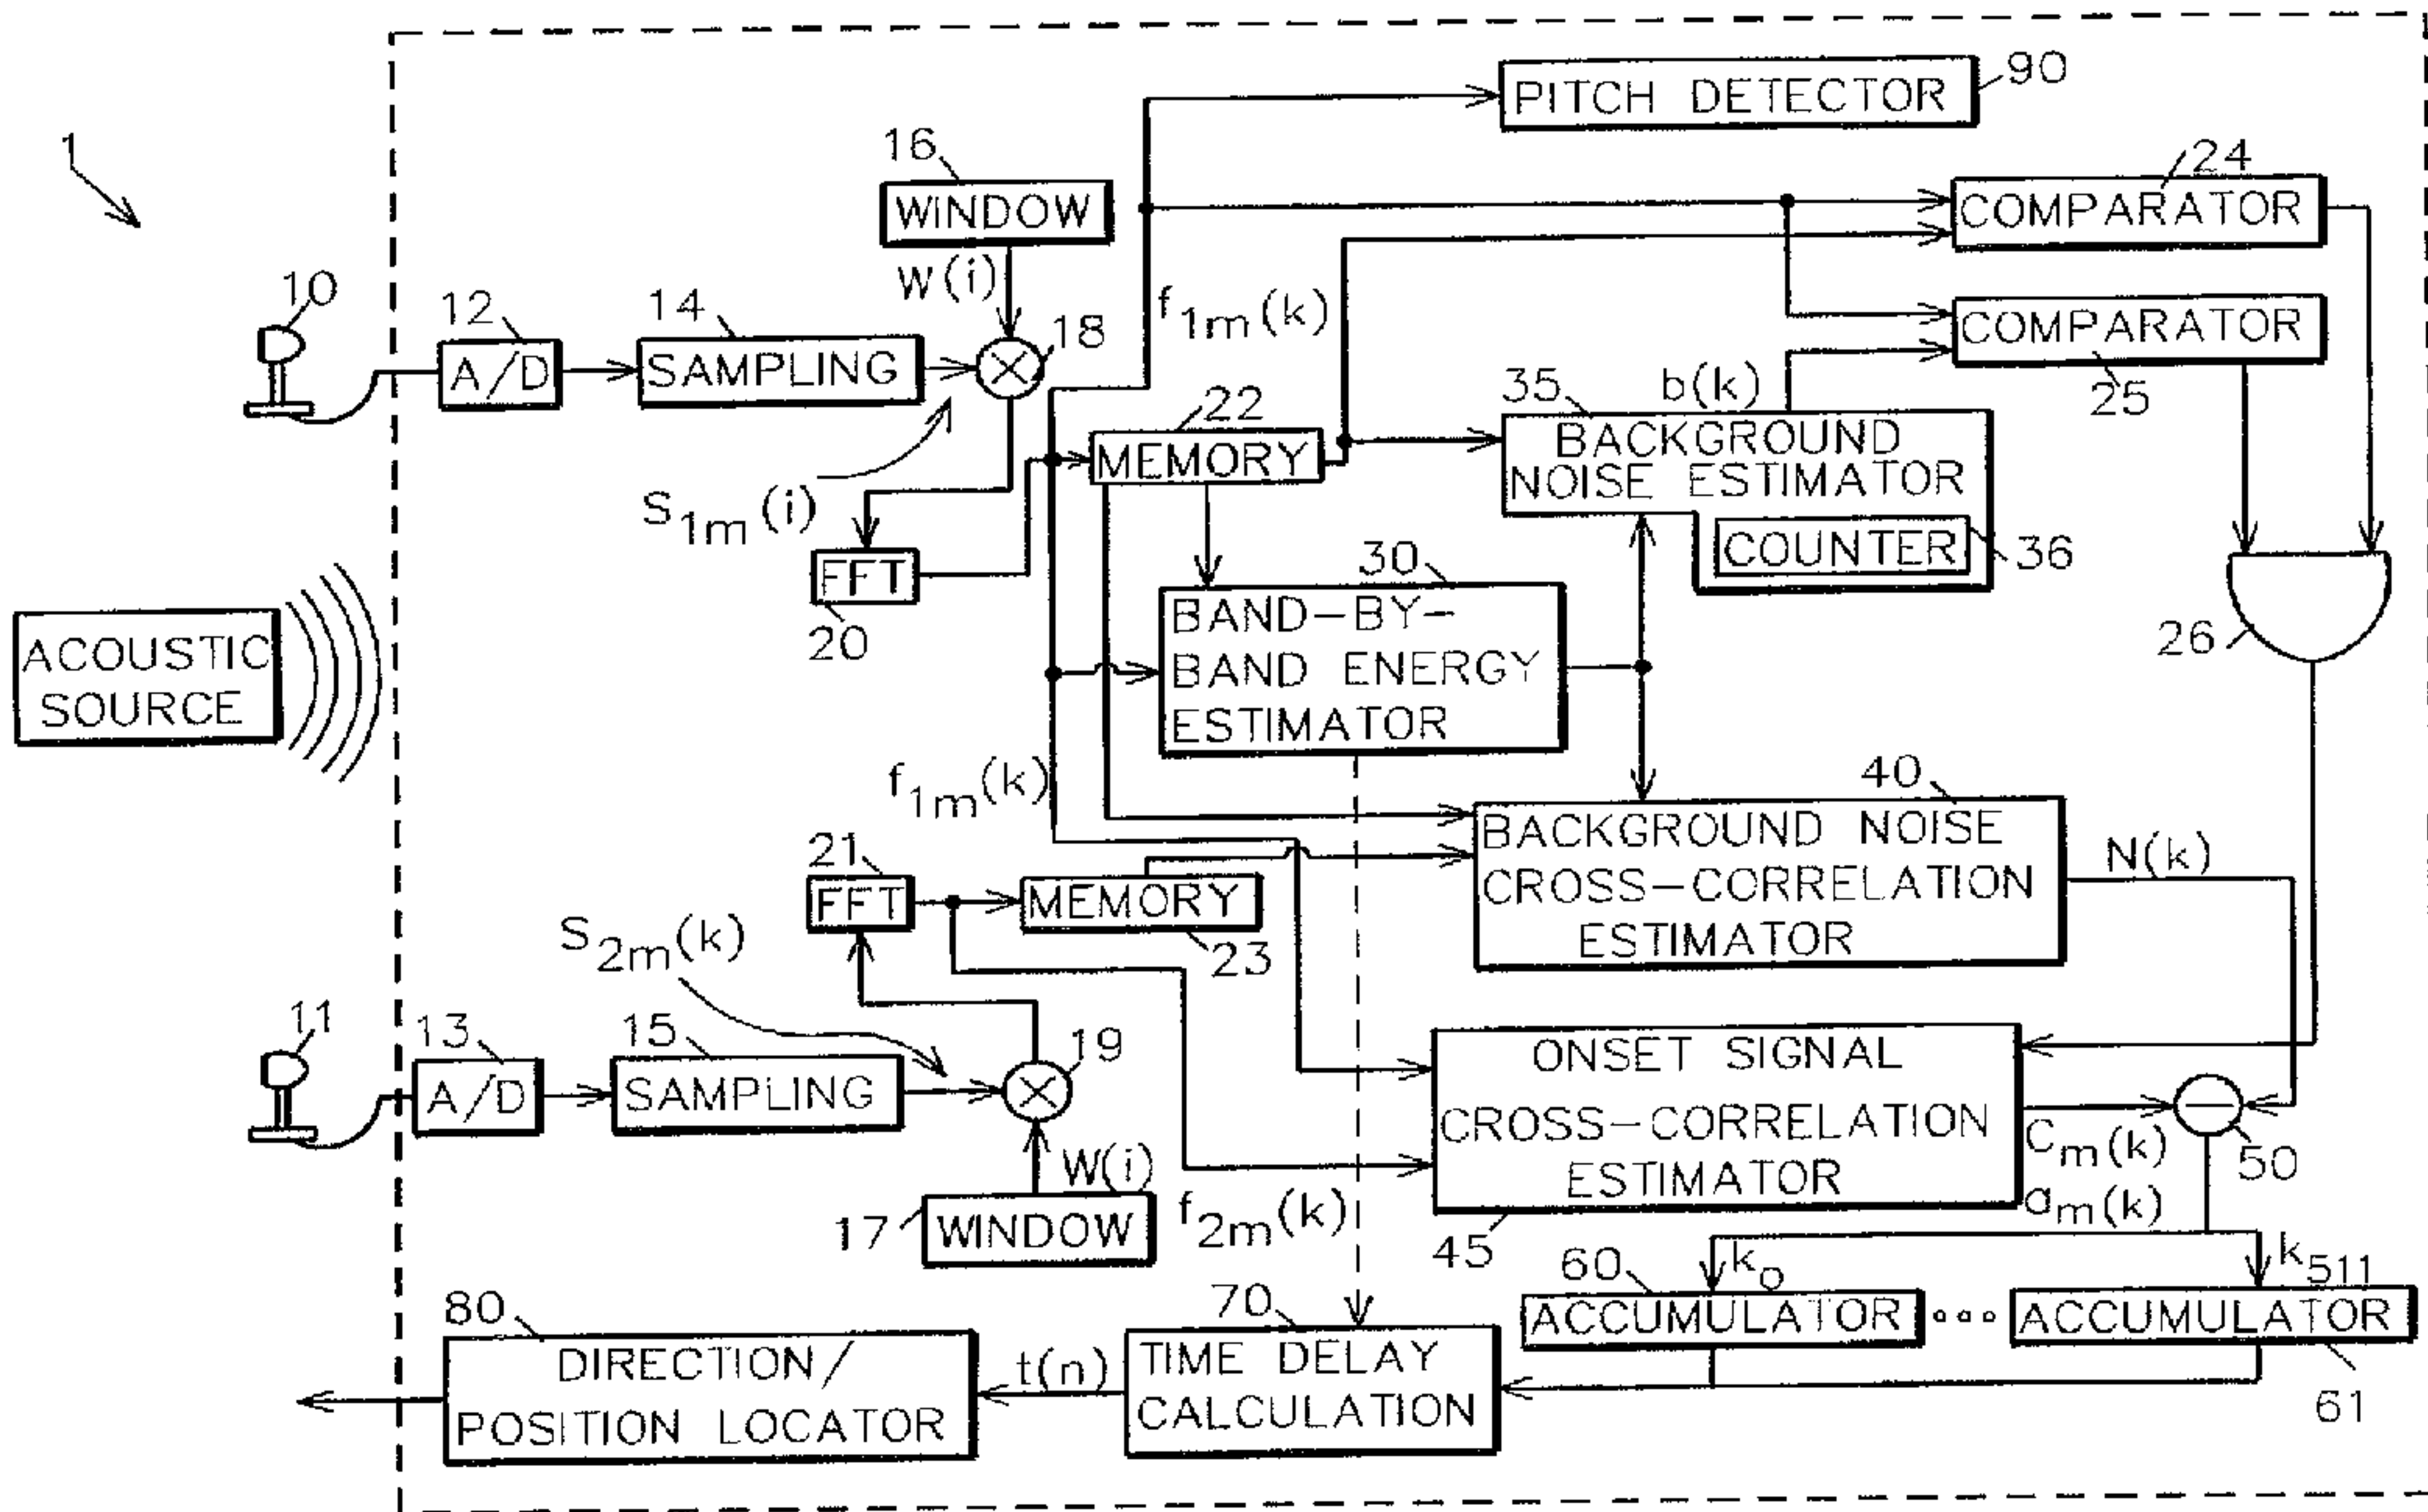 1
PITCH DETECTOR
90
16
WINDOW
W(i)
24
COMPARATOR
10
12
A/D
14
SAMPLING
18
f1m(k)
COMPARATOR
25
S1m(i)
22
MEMORY
35
b(k)
BACKGROUND
NOISE ESTIMATOR
COUNTER
36
FFT
20
30
BAND-BY-
BAND ENERGY
ESTIMATOR
26
ACOUSTIC
SOURCE
f1m(k)
40
BACKGROUND NOISE
CROSS-CORRELATION
ESTIMATOR
N(k)
21
FFT
MEMORY
23
S2m(k)
11
13
A/D
15
SAMPLING
19
W(i)
17
WINDOW
f2m(k)
ONSET SIGNAL
CROSS-CORRELATION
ESTIMATOR
45
Cm(k)
am(k)
50
60
ko
k511
ACCUMULATOR
ooo
ACCUMULATOR
61
80
DIRECTION/
POSITION LOCATOR
t(n)
70
TIME DELAY
CALCULATION